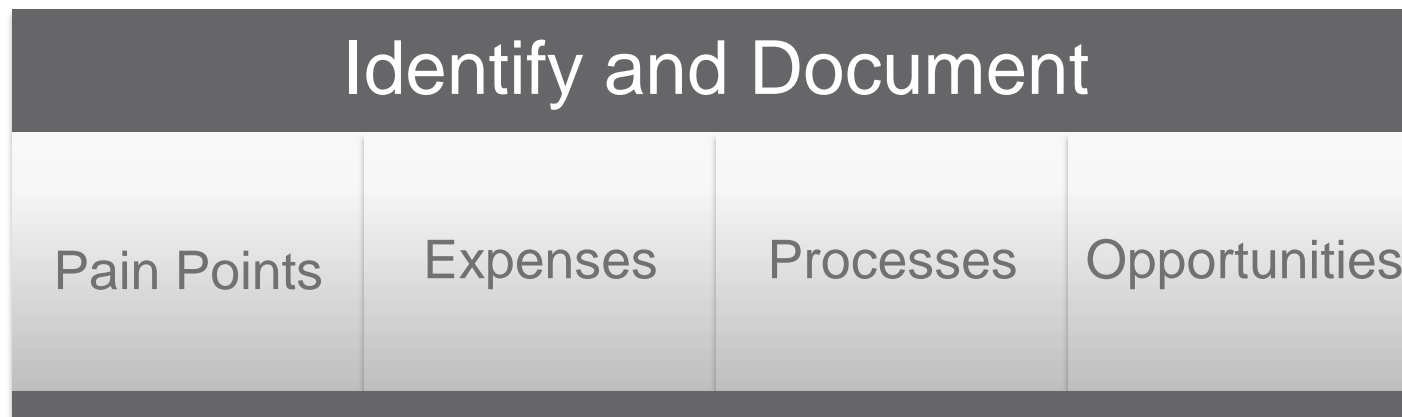 Identify and Document
Pain Points
Expenses
Processes
Opportunities